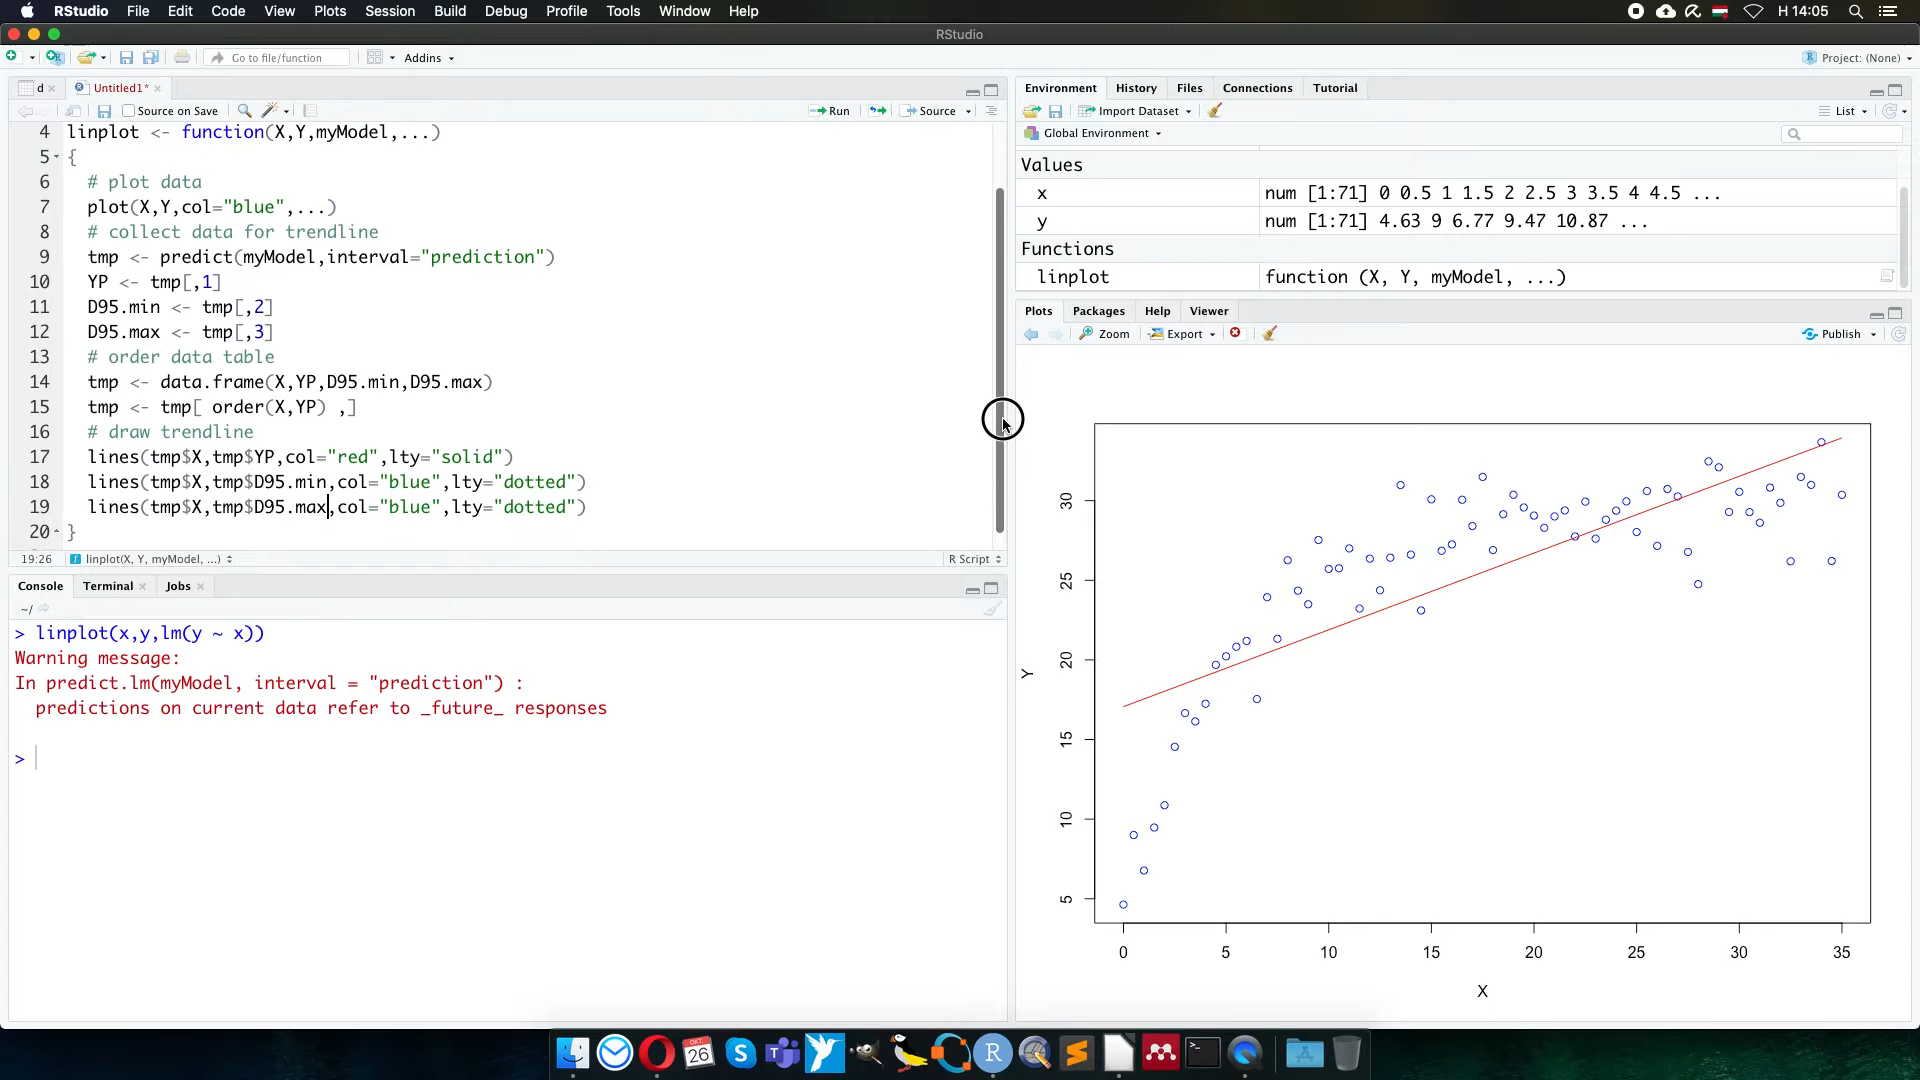 RStudio File Edit Code View Plots Session Build Debug Profile Tools Window Help H 14:05
RStudio
Go to file/function Addins Project: (None)
d Untitled1*
Source on Save Run Source
4 linplot <- function(X,Y,myModel,...)
5 {
6 # plot data
7 plot(X,Y,col="blue",...)
8 # collect data for trendline
9 tmp <- predict(myModel,interval="prediction")
10 YP <- tmp[,1]
11 D95.min <- tmp[,2]
12 D95.max <- tmp[,3]
13 # order data table
14 tmp <- data.frame(X,YP,D95.min,D95.max)
15 tmp <- tmp[ order(X,YP) ,]
16 # draw trendline
17 lines(tmp$X,tmp$YP,col="red",lty="solid")
18 lines(tmp$X,tmp$D95.min,col="blue",lty="dotted")
19 lines(tmp$X,tmp$D95.max,col="blue",lty="dotted")
20 }
19:26 linplot(X, Y, myModel, ...) R Script
Console Terminal Jobs
~/
> linplot(x,y,lm(y ~ x))
Warning message:
In predict.lm(myModel, interval = "prediction") :
predictions on current data refer to _future_ responses
>
Environment History Files Connections Tutorial
Import Dataset List
Global Environment
Values
x num [1:71] 0 0.5 1 1.5 2 2.5 3 3.5 4 4.5 ...
y num [1:71] 4.63 9 6.77 9.47 10.87 ...
Functions
linplot function (X, Y, myModel, ...)
Plots Packages Help Viewer
Zoom Export Publish
30
25
20
15
10
5
Y
0 5 10 15 20 25 30 35
X
OKT.
26